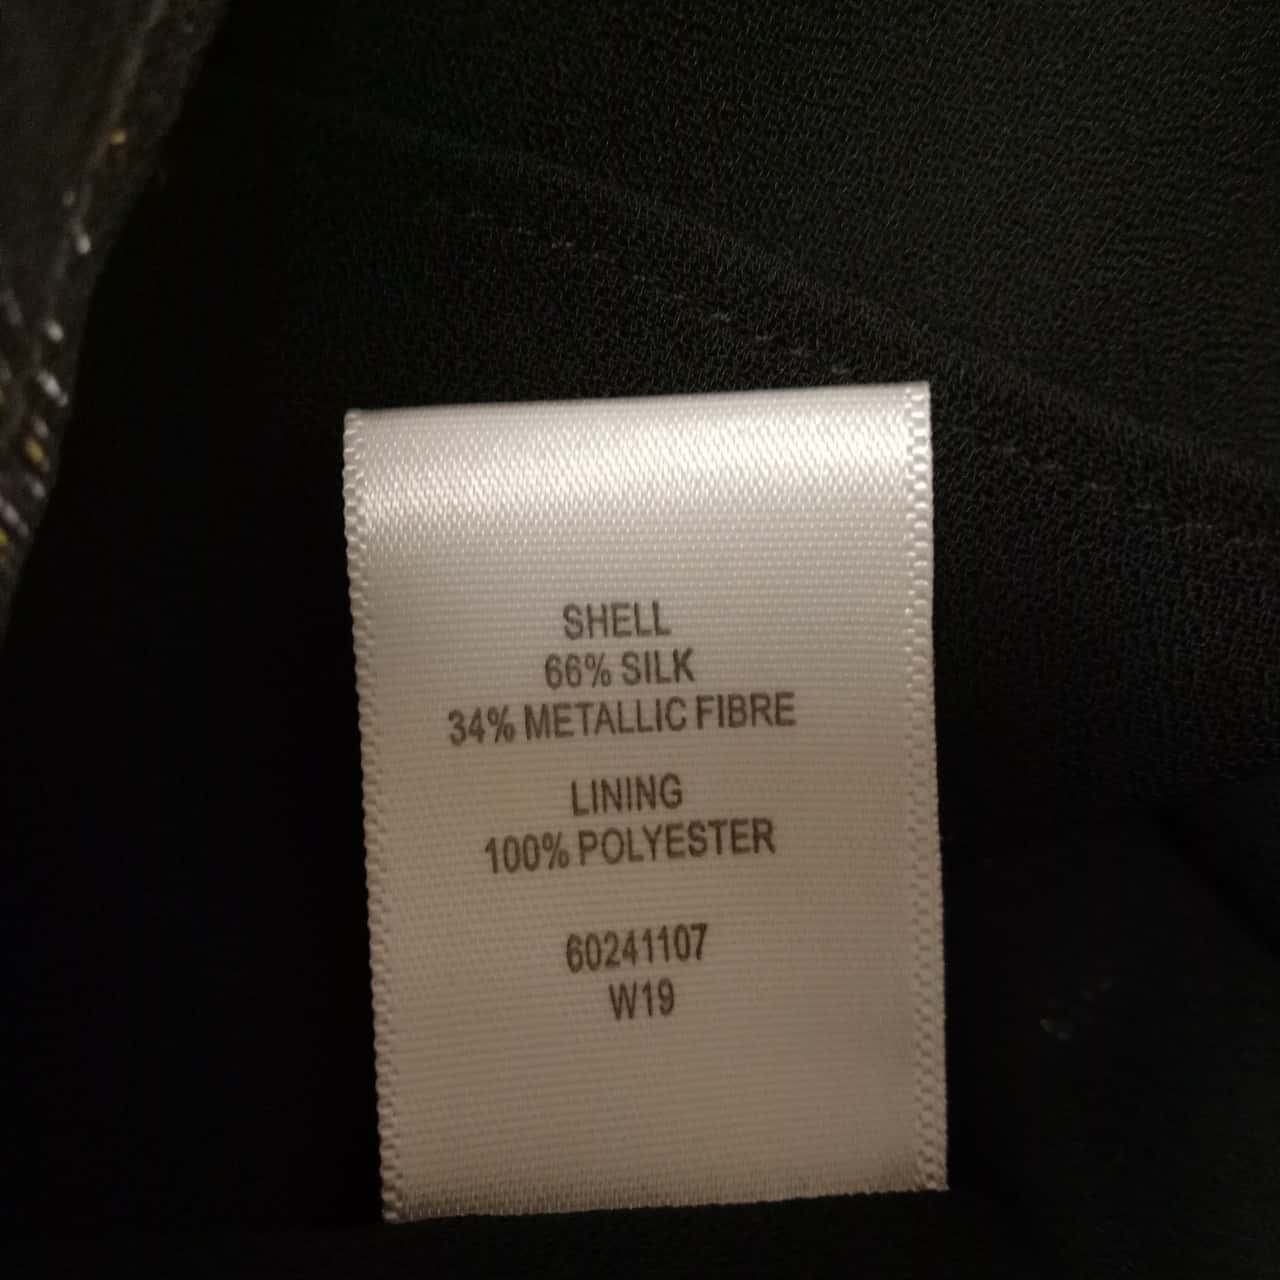 SHELL
66% SILK
34% METALLIC FIBRE
LINING
100% POLYESTER
60241107
W19